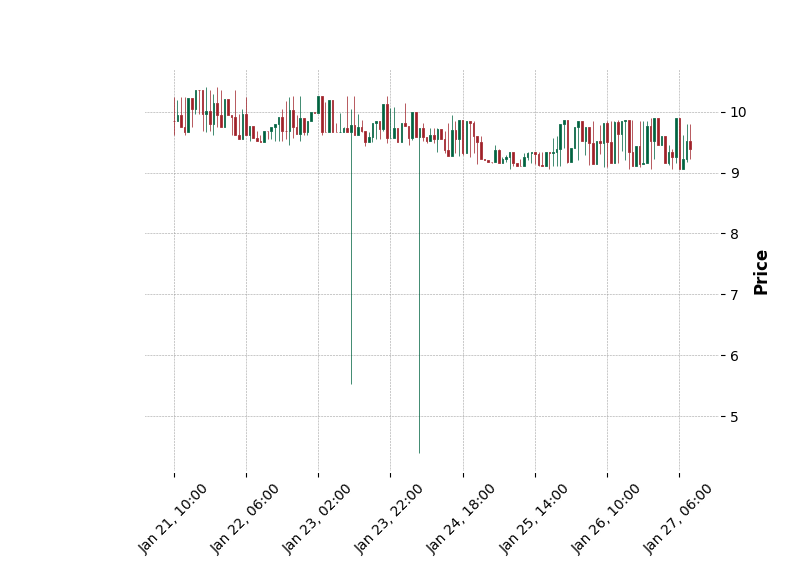 10
9
8
7
6
5
Price
Jan 21, 10:00
Jan 22, 06:00
Jan 23, 02:00
Jan 23, 22:00
Jan 24, 18:00
Jan 25, 14:00
Jan 26, 10:00
Jan 27, 06:00